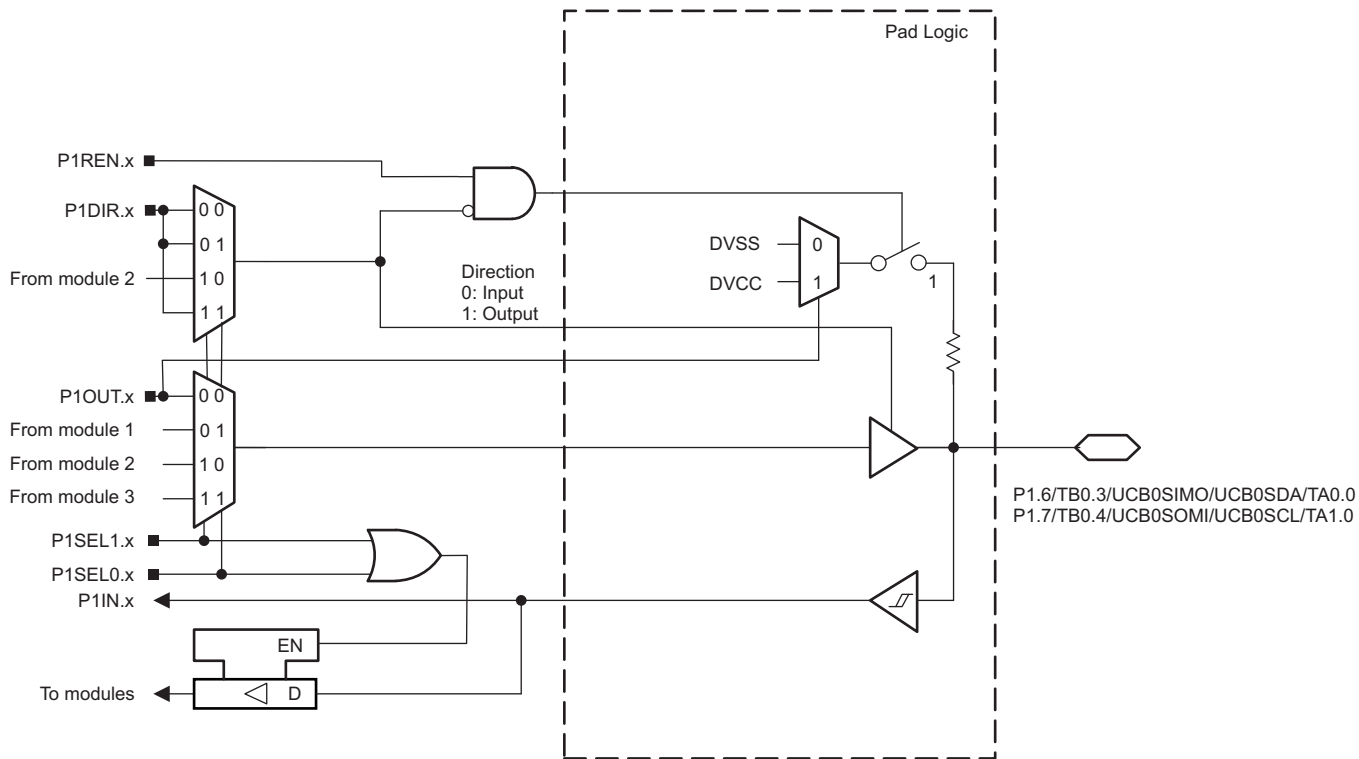 Pad Logic
P1REN.x
P1DIR.x
0 0
0 1
From module 2
1 0
1 1
Direction
0: Input
1: Output
DVSS
0
DVCC
1
1
P1OUT.x
0 0
From module 1
0 1
From module 2
1 0
From module 3
1 1
P1.6/TB0.3/UCB0SIMO/UCB0SDA/TA0.0
P1.7/TB0.4/UCB0SOMI/UCB0SCL/TA1.0
P1SEL1.x
P1SEL0.x
P1IN.x
EN
To modules
D